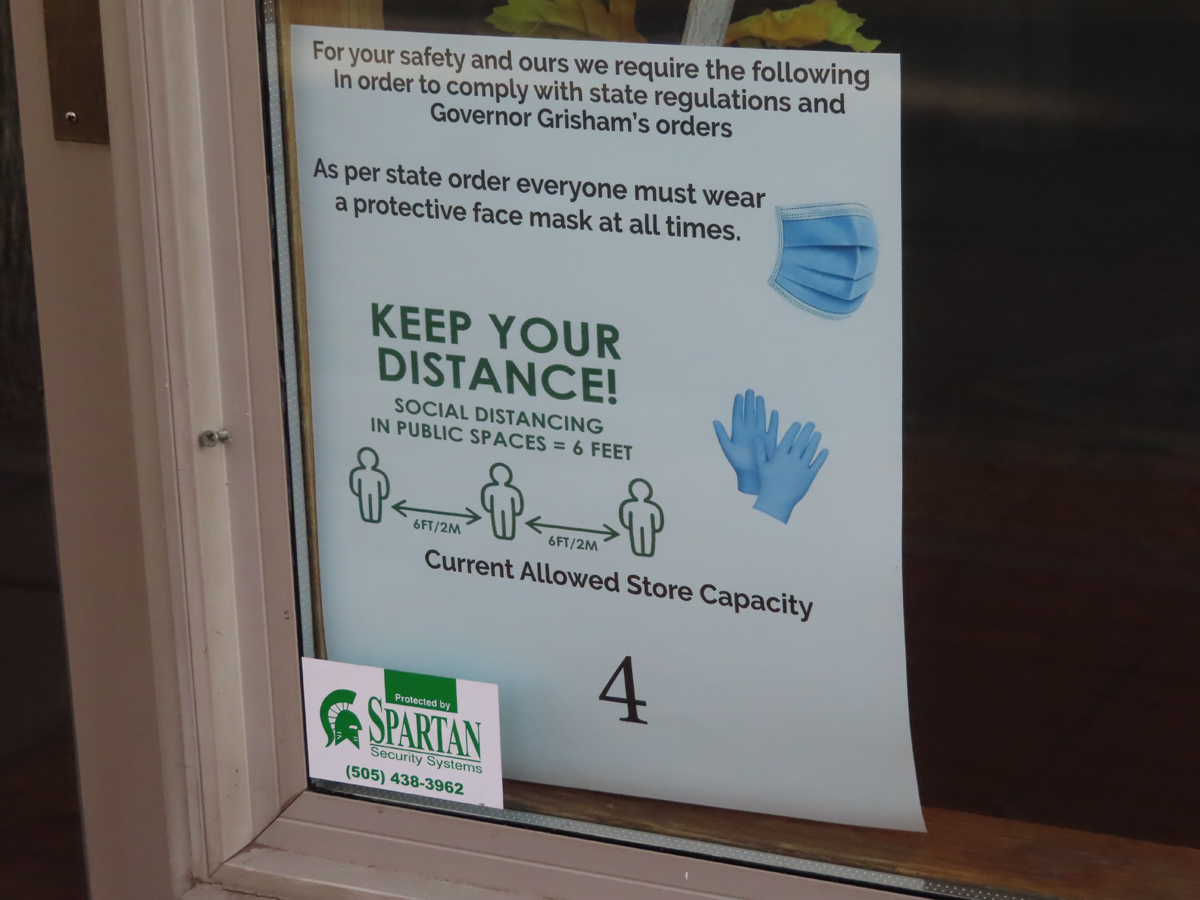 For your safety and ours we require the following
In order to comply with state regulations and
Governor Grisham's orders
As per state order everyone must wear
a protective face mask at all times.
KEEP YOUR
DISTANCE!
SOCIAL DISTANCING
IN PUBLIC SPACES = 6 FEET
6FT/2M
6FT/2M
Current Allowed Store Capacity
4
Protected by
SPARTAN
Security Systems
(505) 438-3962